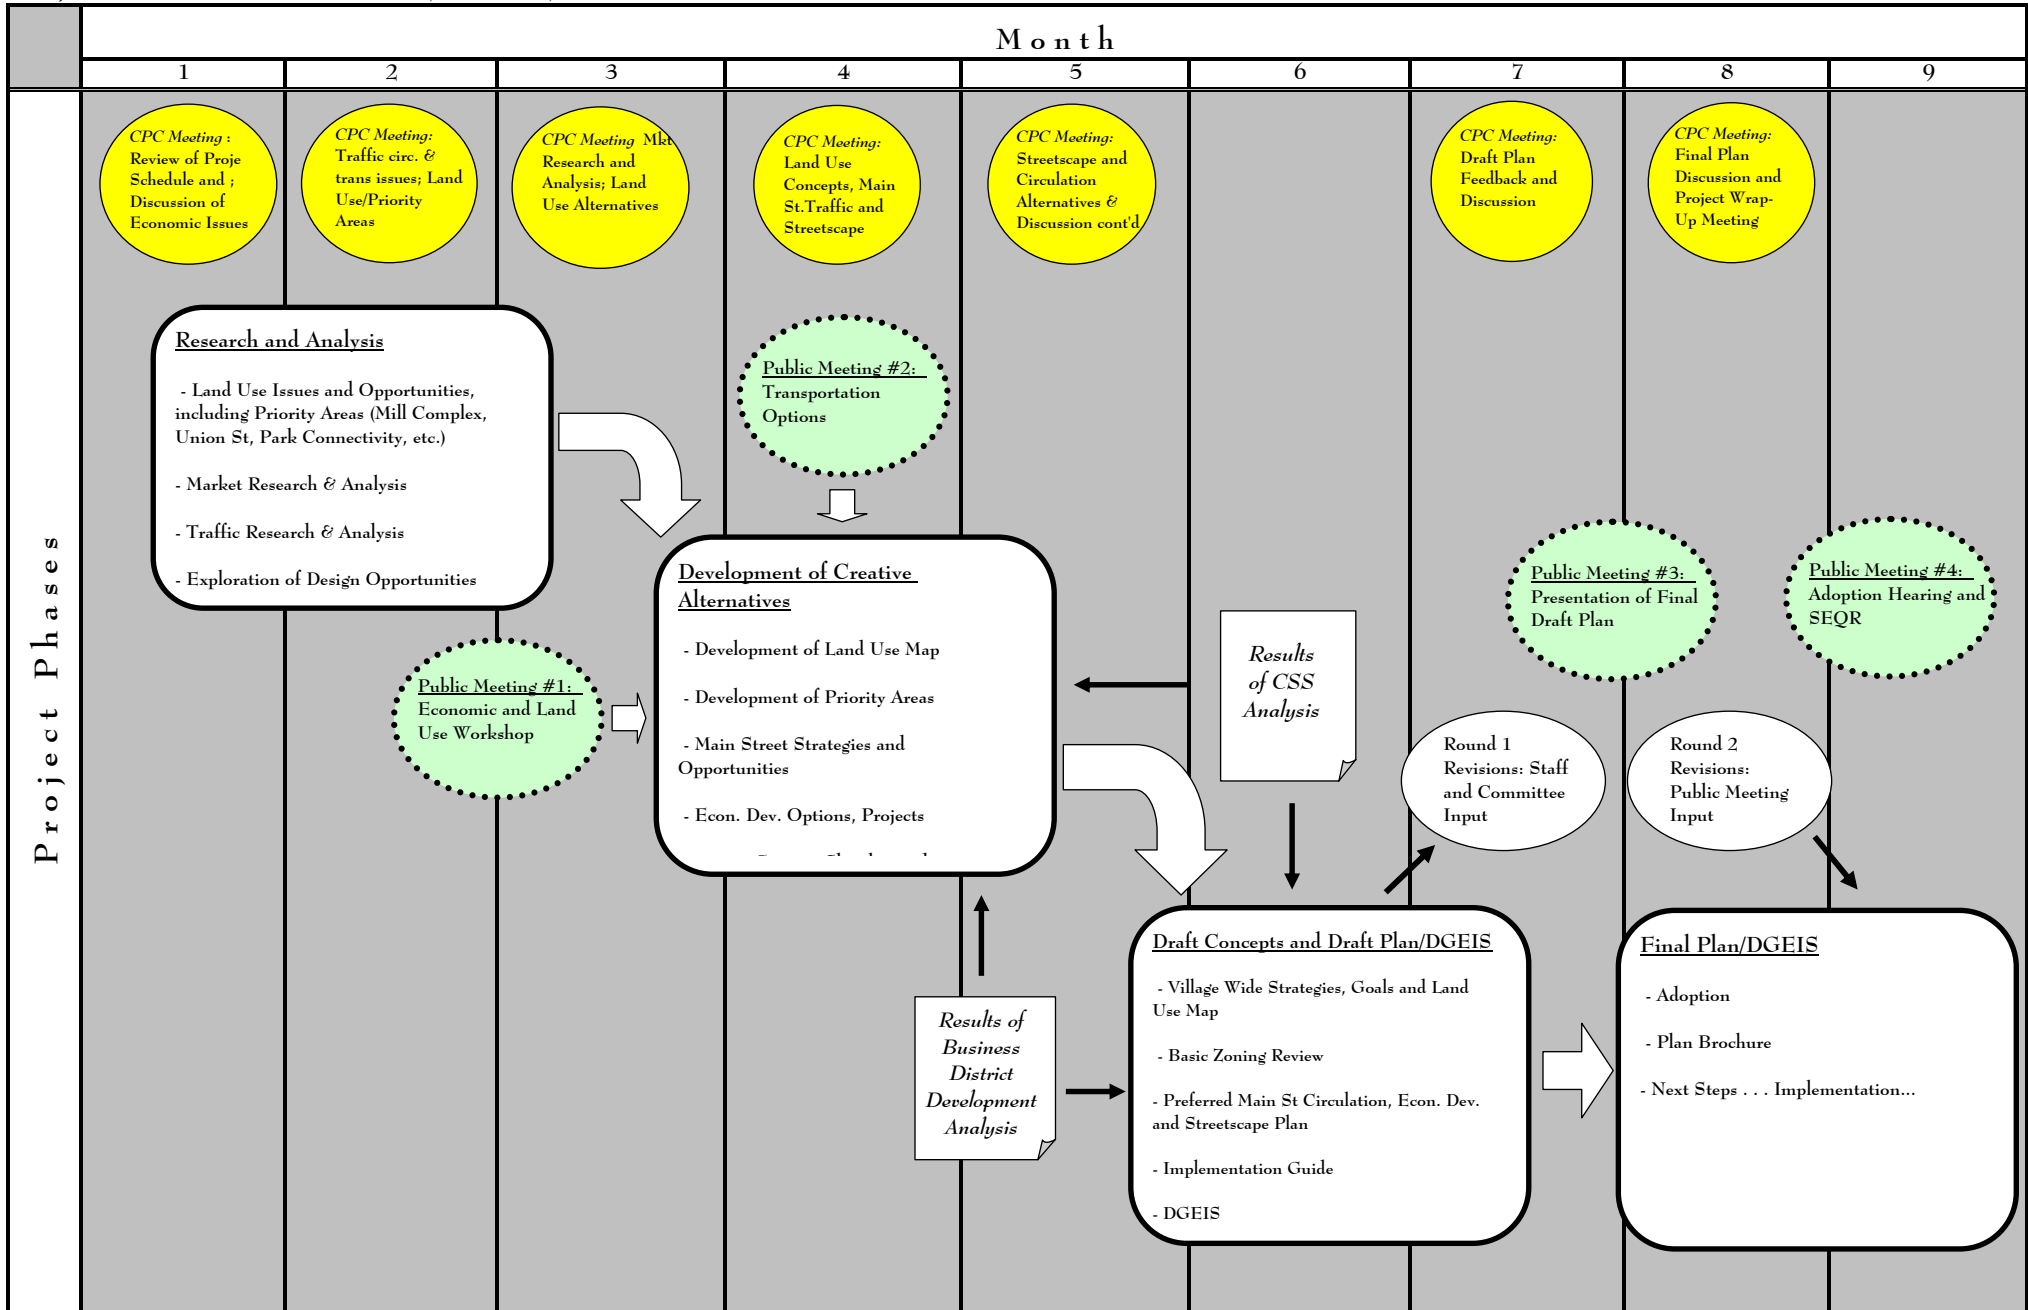 Month
1 2 3 4 5 6 7 8 9
Project Phases
CPC Meeting :
Review of Proje
Schedule and ;
Discussion of
Economic Issues
CPC Meeting:
Traffic circ. &
trans issues; Land
Use/Priority
Areas
CPC Meeting Mkt
Research and
Analysis; Land
Use Alternatives
CPC Meeting:
Land Use
Concepts, Main
St.Traffic and
Streetscape
CPC Meeting:
Streetscape and
Circulation
Alternatives &
Discussion cont'd
CPC Meeting:
Draft Plan
Feedback and
Discussion
CPC Meeting:
Final Plan
Discussion and
Project Wrap-
Up Meeting
Research and Analysis
- Land Use Issues and Opportunities,
including Priority Areas (Mill Complex,
Union St, Park Connectivity, etc.)
- Market Research & Analysis
- Traffic Research & Analysis
- Exploration of Design Opportunities
Public Meeting #2:
Transportation
Options
Public Meeting #1:
Economic and Land
Use Workshop
Development of Creative
Alternatives
- Development of Land Use Map
- Development of Priority Areas
- Main Street Strategies and
Opportunities
- Econ. Dev. Options, Projects
Results
of CSS
Analysis
Public Meeting #3:
Presentation of Final
Draft Plan
Public Meeting #4:
Adoption Hearing and
SEQR
Round 1
Revisions: Staff
and Committee
Input
Round 2
Revisions:
Public Meeting
Input
Results of
Business
District
Development
Analysis
Draft Concepts and Draft Plan/DGEIS
- Village Wide Strategies, Goals and Land
Use Map
- Basic Zoning Review
- Preferred Main St Circulation, Econ. Dev.
and Streetscape Plan
- Implementation Guide
- DGEIS
Final Plan/DGEIS
- Adoption
- Plan Brochure
- Next Steps . . . Implementation...